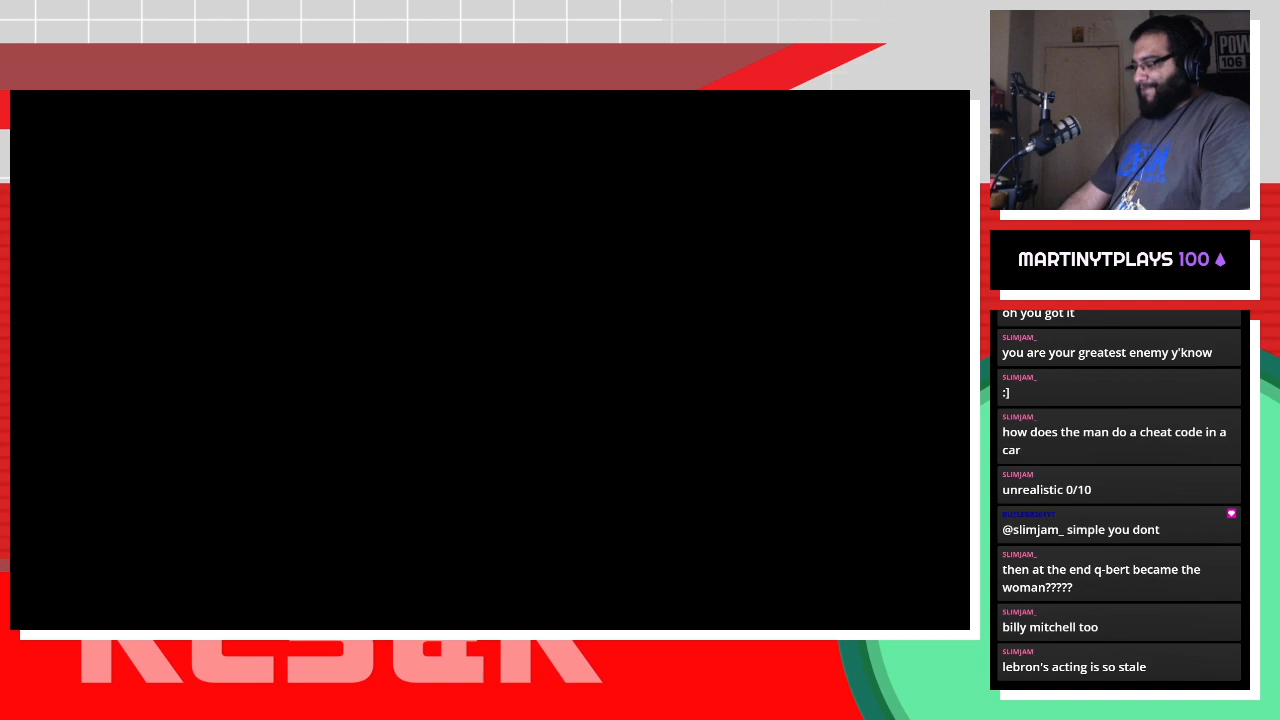 POW
106
MARTINYTPLAYS 100
oh you got it
SLIMJAM_
you are your greatest enemy y'know
SLIMJAM_
:]
SLIMJAM_
how does the man do a cheat code in a
car
SLIMJAM
unrealistic 0/10
@slimjam_ simple you dont
SLIMJAM_
then at the end q-bert became the
woman?????
SLIMJAM_
billy mitchell too
SLIMJAM
lebron's acting is so stale